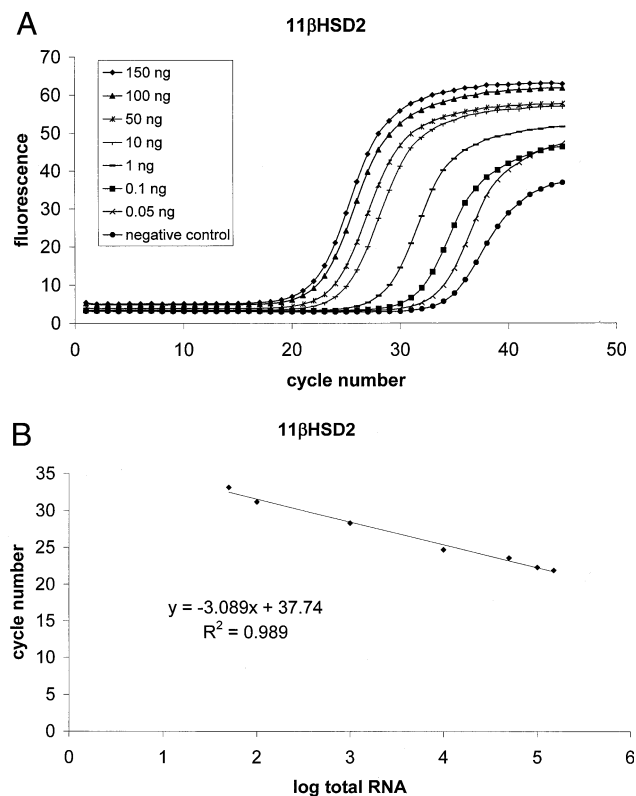 A
11βHSD2
70
60
50
40
30
20
10
0
fluorescence
150 ng
100 ng
50 ng
10 ng
1 ng
0.1 ng
0.05 ng
negative control
0 10 20 30 40 50
cycle number
B
11βHSD2
35
30
25
20
15
10
5
0
cycle number
y = -3.089x + 37.74
R² = 0.989
0 1 2 3 4 5 6
log total RNA